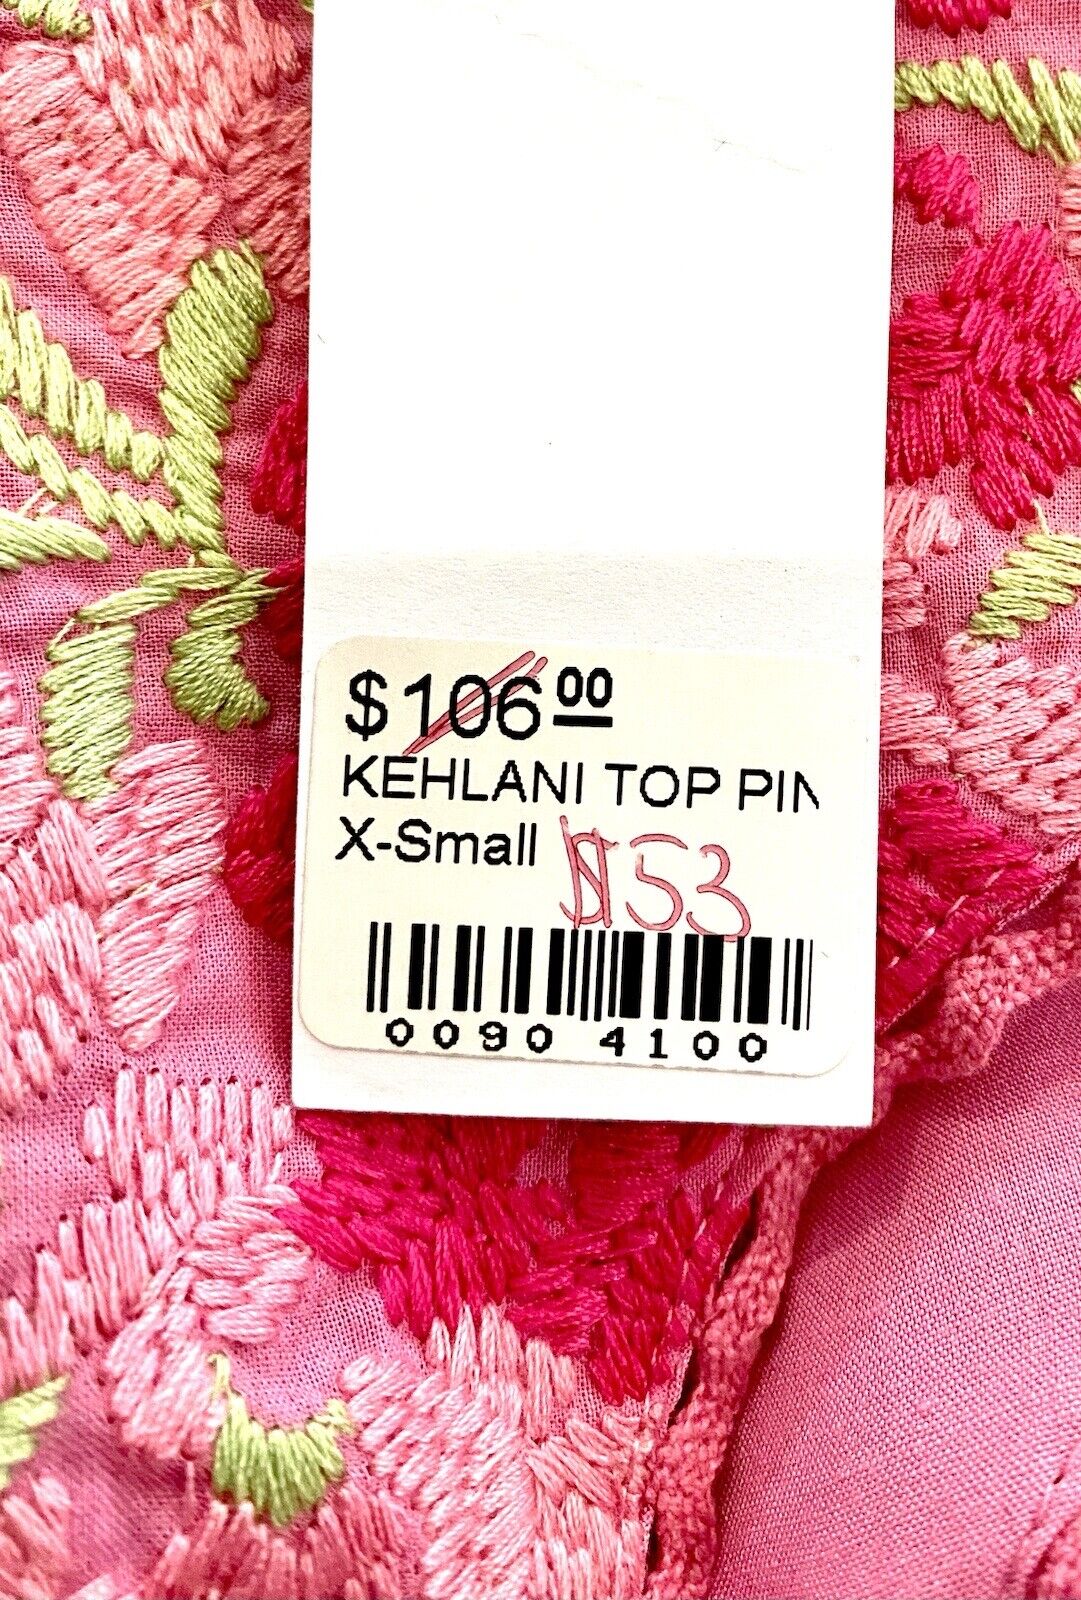 $106.00
KEHLANI TOP PIN
X-Small
$53
0090 4100